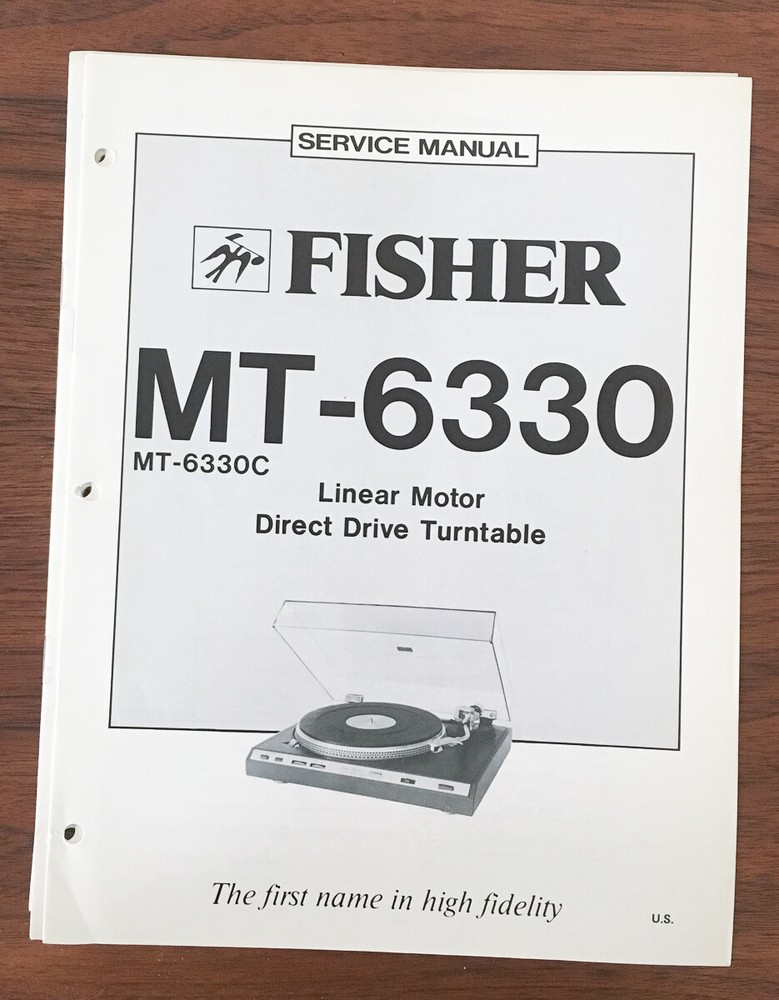 SERVICE MANUAL
FISHER
MT-6330
MT-6330C
Linear Motor
Direct Drive Turntable
The first name in high fidelity
U.S.